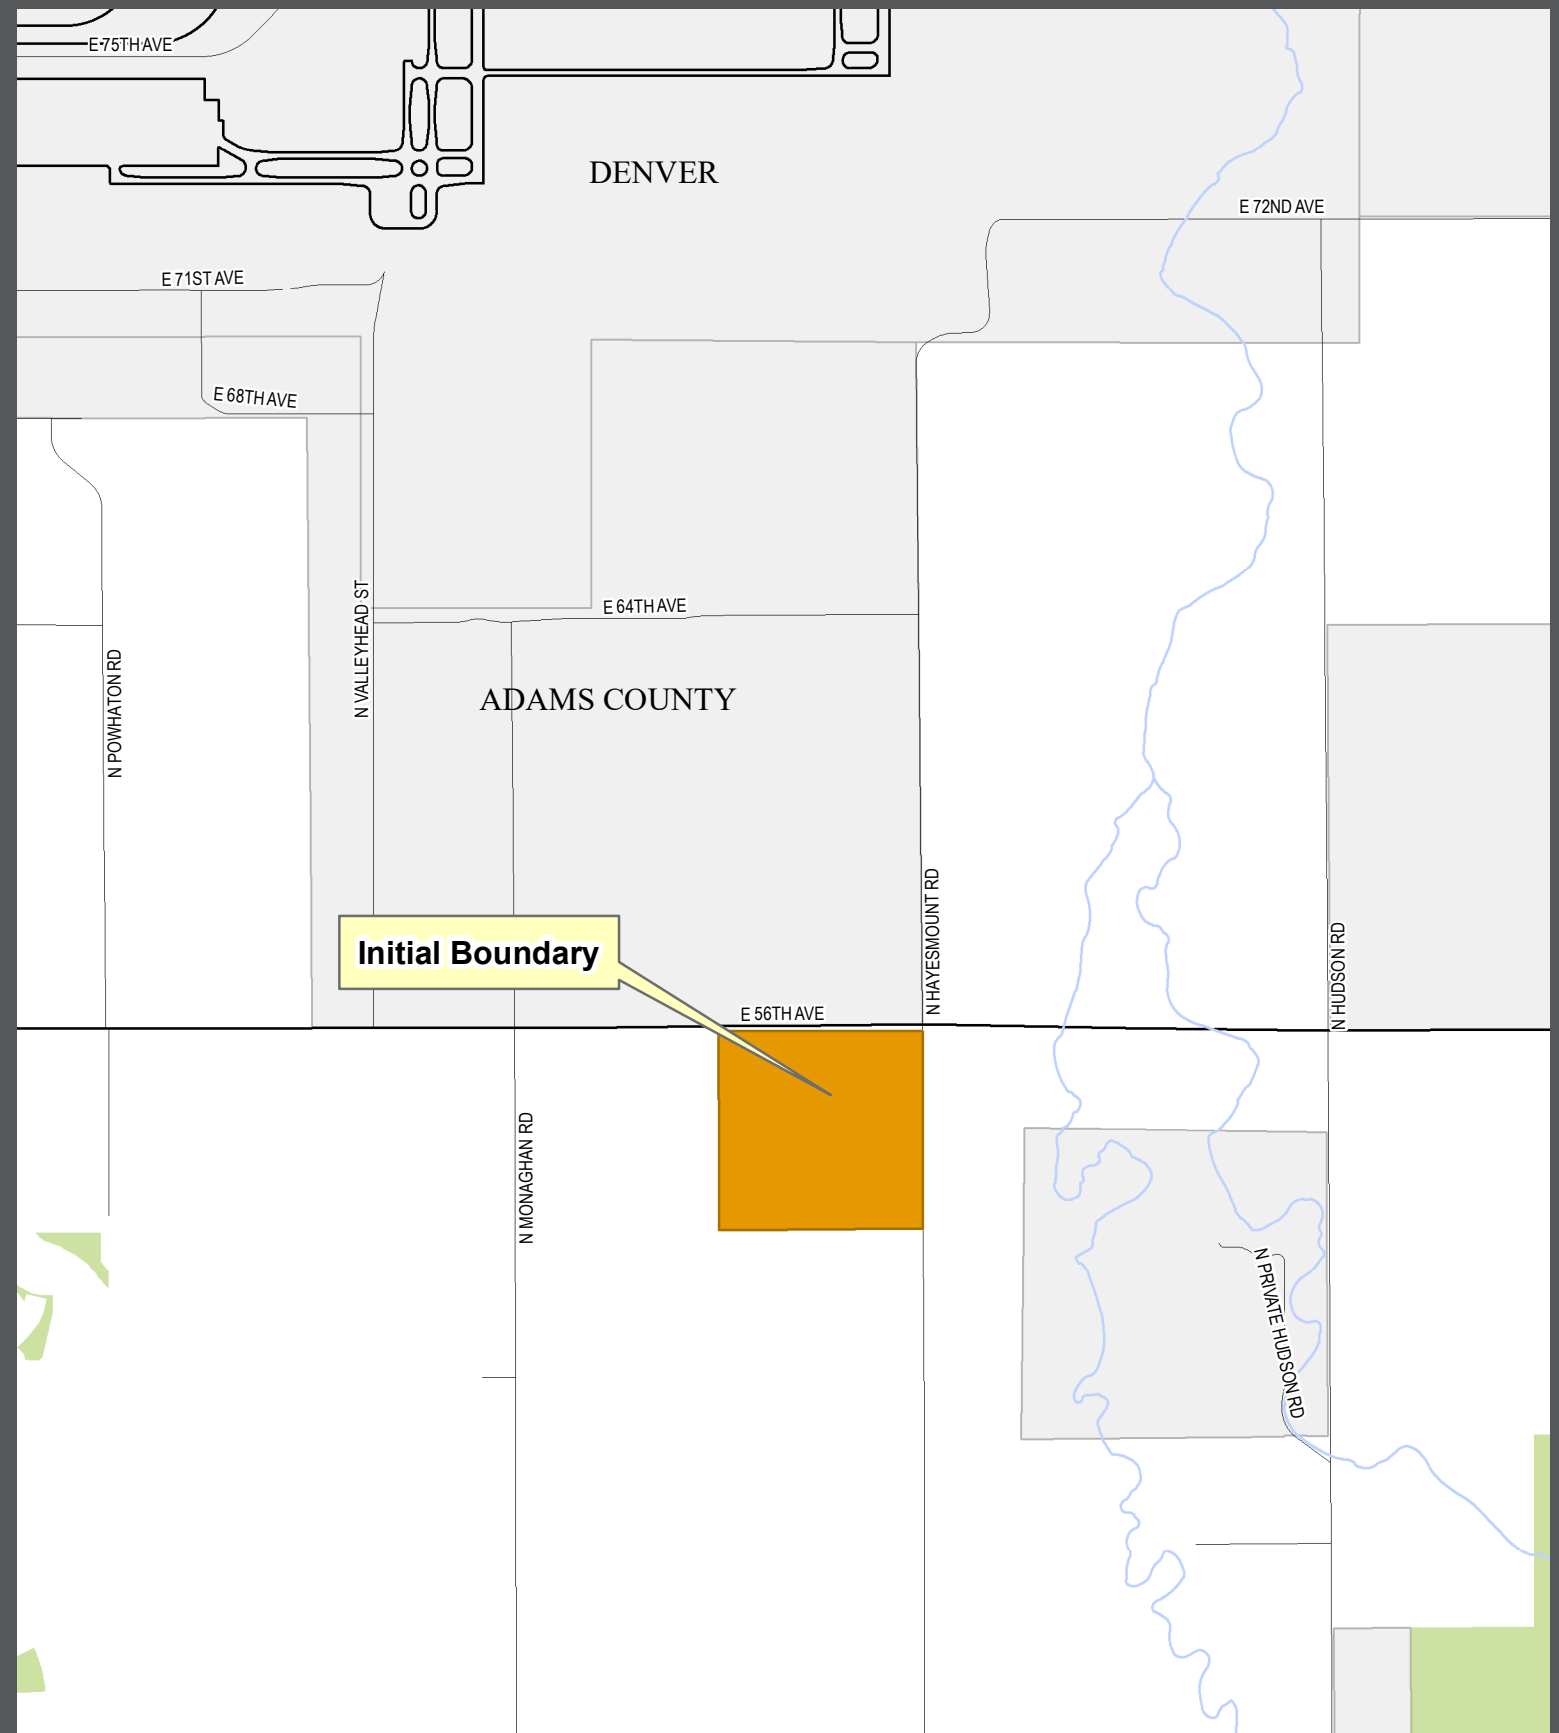 E 75TH AVE
DENVER
E 72ND AVE
E 71ST AVE
E 68TH AVE
E 64TH AVE
N VALLEYHEAD ST
N POWHATON RD
ADAMS COUNTY
N HAYESMOUNT RD
N HUDSON RD
Initial Boundary
E 56TH AVE
N MONAGHAN RD
N PRIVATE HUDSON RD